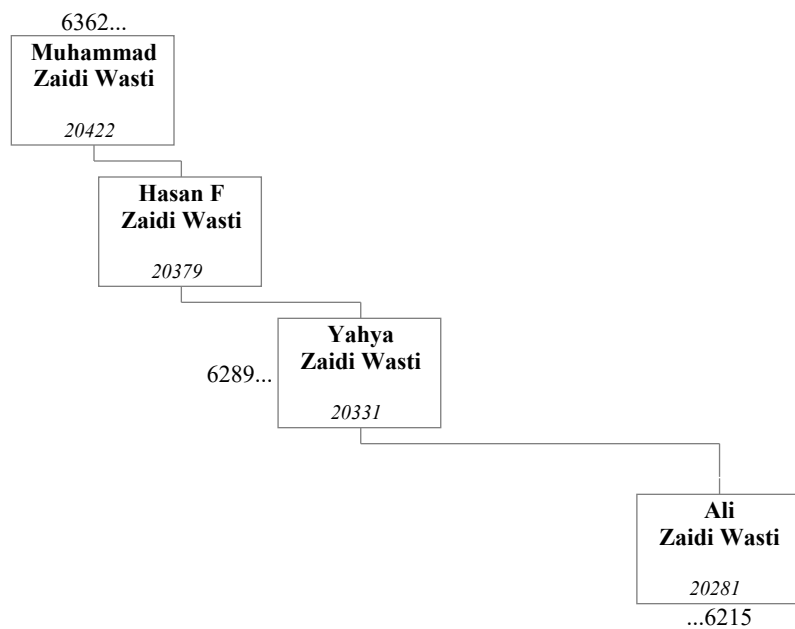 6362...
Muhammad
Zaidi Wasti
20422
Hasan F
Zaidi Wasti
20379
Yahya
Zaidi Wasti
6289...
20331
Ali
Zaidi Wasti
20281
...6215